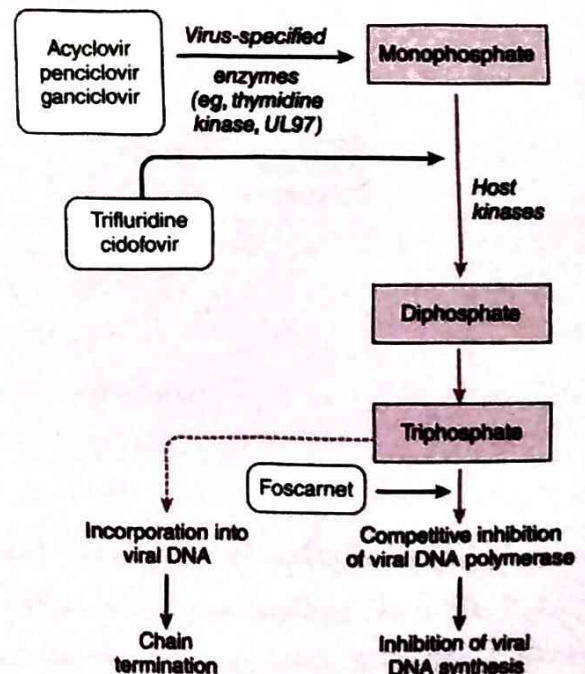 Acyclovir
penciclovir
ganciclovir
Virus-specified
enzymes
(eg, thymidine
kinase, UL97)
Monophosphate
Trifluridine
cidofovir
Host
kinases
Diphosphate
Triphosphate
Foscarnet
Incorporation into
viral DNA
Competitive inhibition
of viral DNA polymerase
Chain
termination
Inhibition of viral
DNA synthesis